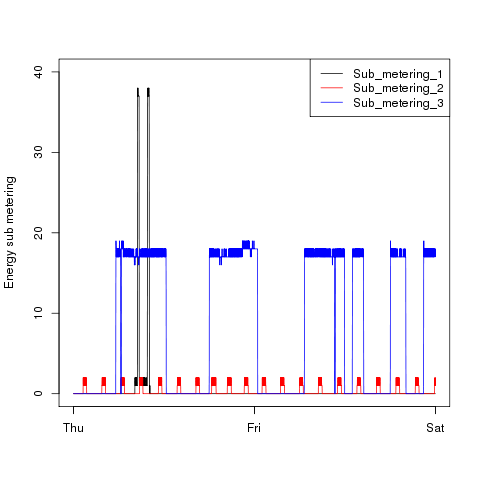 Sub_metering_1
Sub_metering_2
Sub_metering_3
Energy sub metering
40
30
20
10
0
Thu Fri Sat